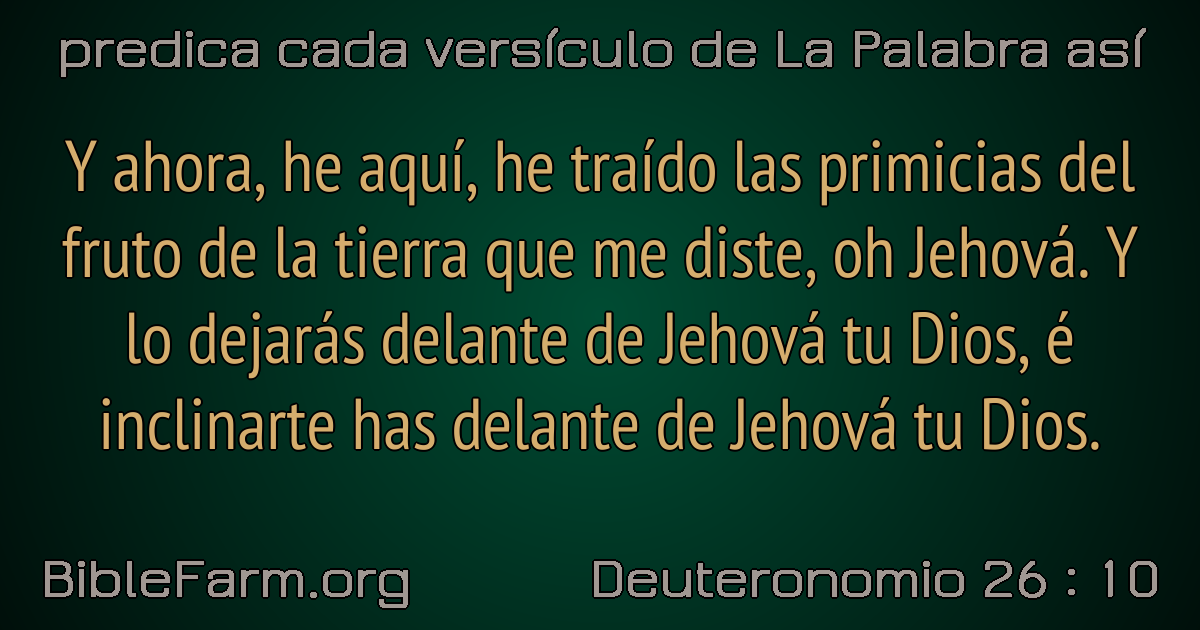 predica cada versículo de La Palabra así
Y ahora, he aquí, he traído las primicias del
fruto de la tierra que me diste, oh Jehová. Y
lo dejarás delante de Jehová tu Dios, é
inclinarte has delante de Jehová tu Dios.
BibleFarm.org
Deuteronomio 26 : 10